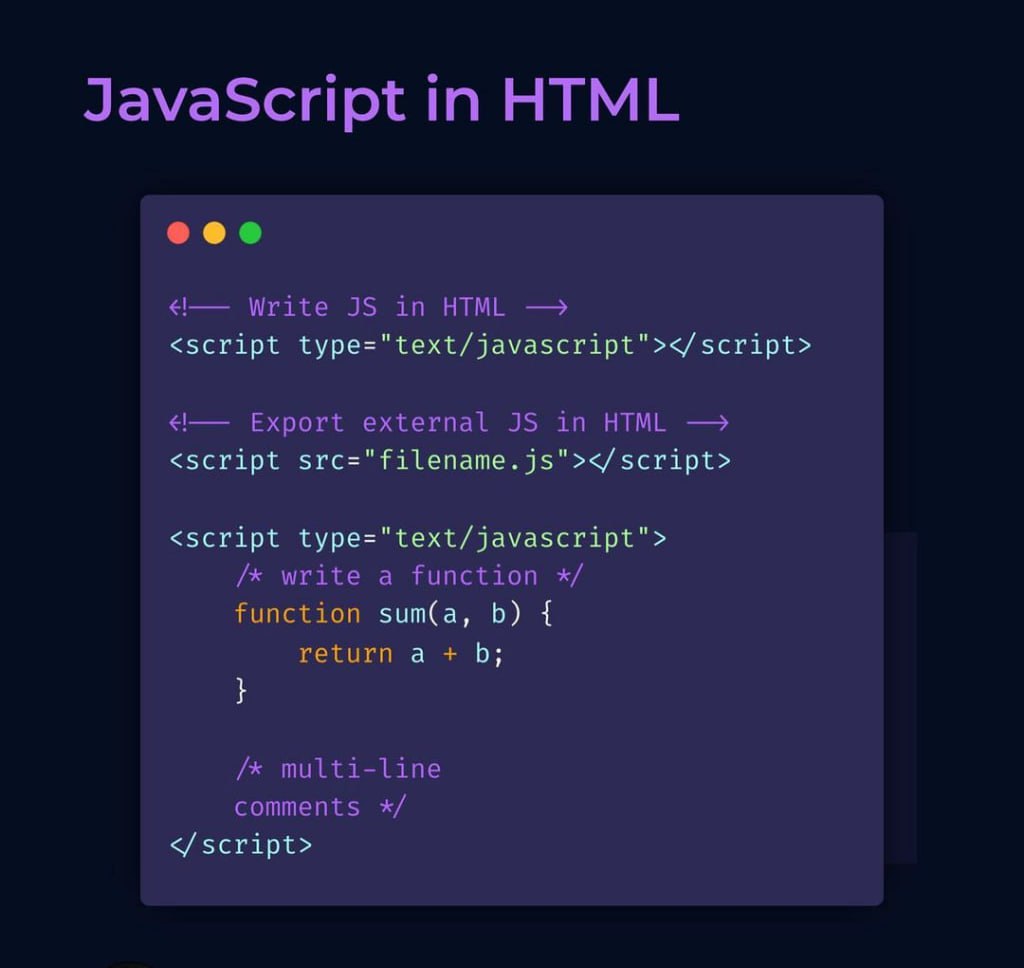 JavaScript in HTML
<!-- Write JS in HTML -->
<script type="text/javascript"></script>
<!-- Export external JS in HTML -->
<script src="filename.js"></script>
<script type="text/javascript">
    /* write a function */
    function sum(a, b) {
        return a + b;
    }
    /* multi-line
    comments */
</script>